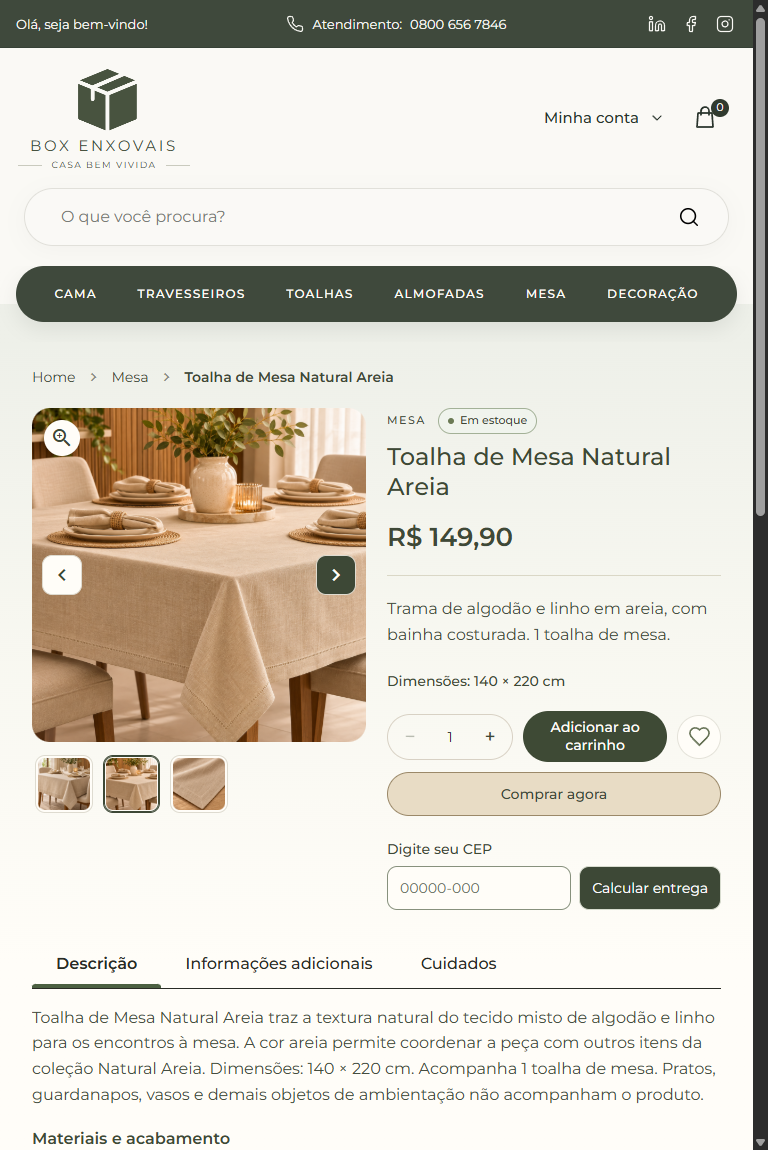 Olá, seja bem-vindo!
Atendimento: 0800 656 7846
BOX ENXOVAIS
CASA BEM VIVIDA
Minha conta
0
O que você procura?
CAMA TRAVESSEIROS TOALHAS ALMOFADAS MESA DECORAÇÃO
Home > Mesa > Toalha de Mesa Natural Areia
MESA Em estoque
Toalha de Mesa Natural
Areia
R$ 149,90
Trama de algodão e linho em areia, com
bainha costurada. 1 toalha de mesa.
Dimensões: 140 × 220 cm
− 1 +
Adicionar ao
carrinho
Comprar agora
Digite seu CEP
00000-000
Calcular entrega
Descrição Informações adicionais Cuidados
Toalha de Mesa Natural Areia traz a textura natural do tecido misto de algodão e linho
para os encontros à mesa. A cor areia permite coordenar a peça com outros itens da
coleção Natural Areia. Dimensões: 140 × 220 cm. Acompanha 1 toalha de mesa. Pratos,
guardanapos, vasos e demais objetos de ambientação não acompanham o produto.
Materiais e acabamento